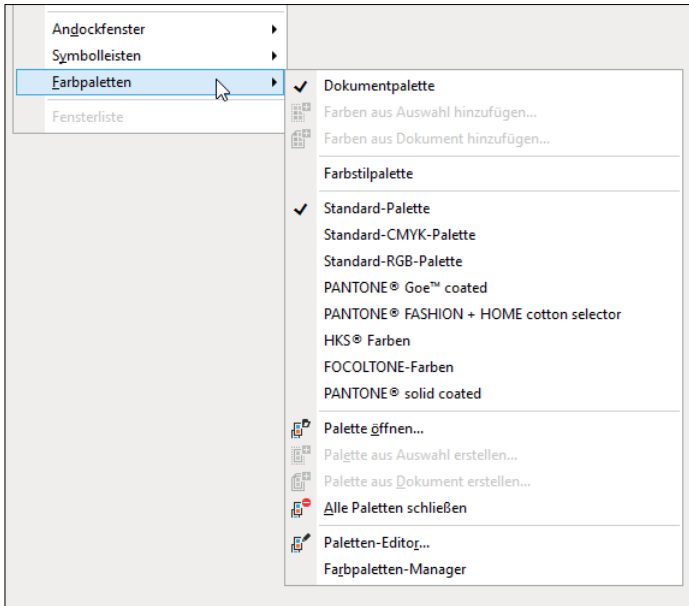 Andockfenster
Symbolleisten
Farbpaletten
Fensterliste
Dokumentpalette
Farben aus Auswahl hinzufügen...
Farben aus Dokument hinzufügen...
Farbstilpalette
Standard-Palette
Standard-CMYK-Palette
Standard-RGB-Palette
PANTONE® Goe™ coated
PANTONE® FASHION + HOME cotton selector
HKS® Farben
FOCOLTONE-Farben
PANTONE® solid coated
Palette öffnen...
Palette aus Auswahl erstellen...
Palette aus Dokument erstellen...
Alle Paletten schließen
Paletten-Editor...
Farbpaletten-Manager